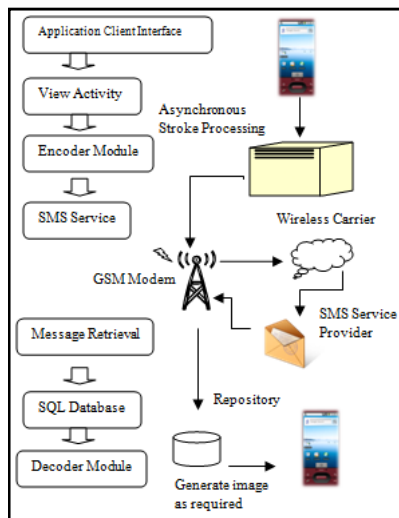 Application Client Interface
View Activity
Asynchronous
Stroke Processing
Encoder Module
SMS Service
Wireless Carrier
GSM Modem
SMS Service
Provider
Message Retrieval
Repository
SQL Database
Decoder Module
Generate image
as required